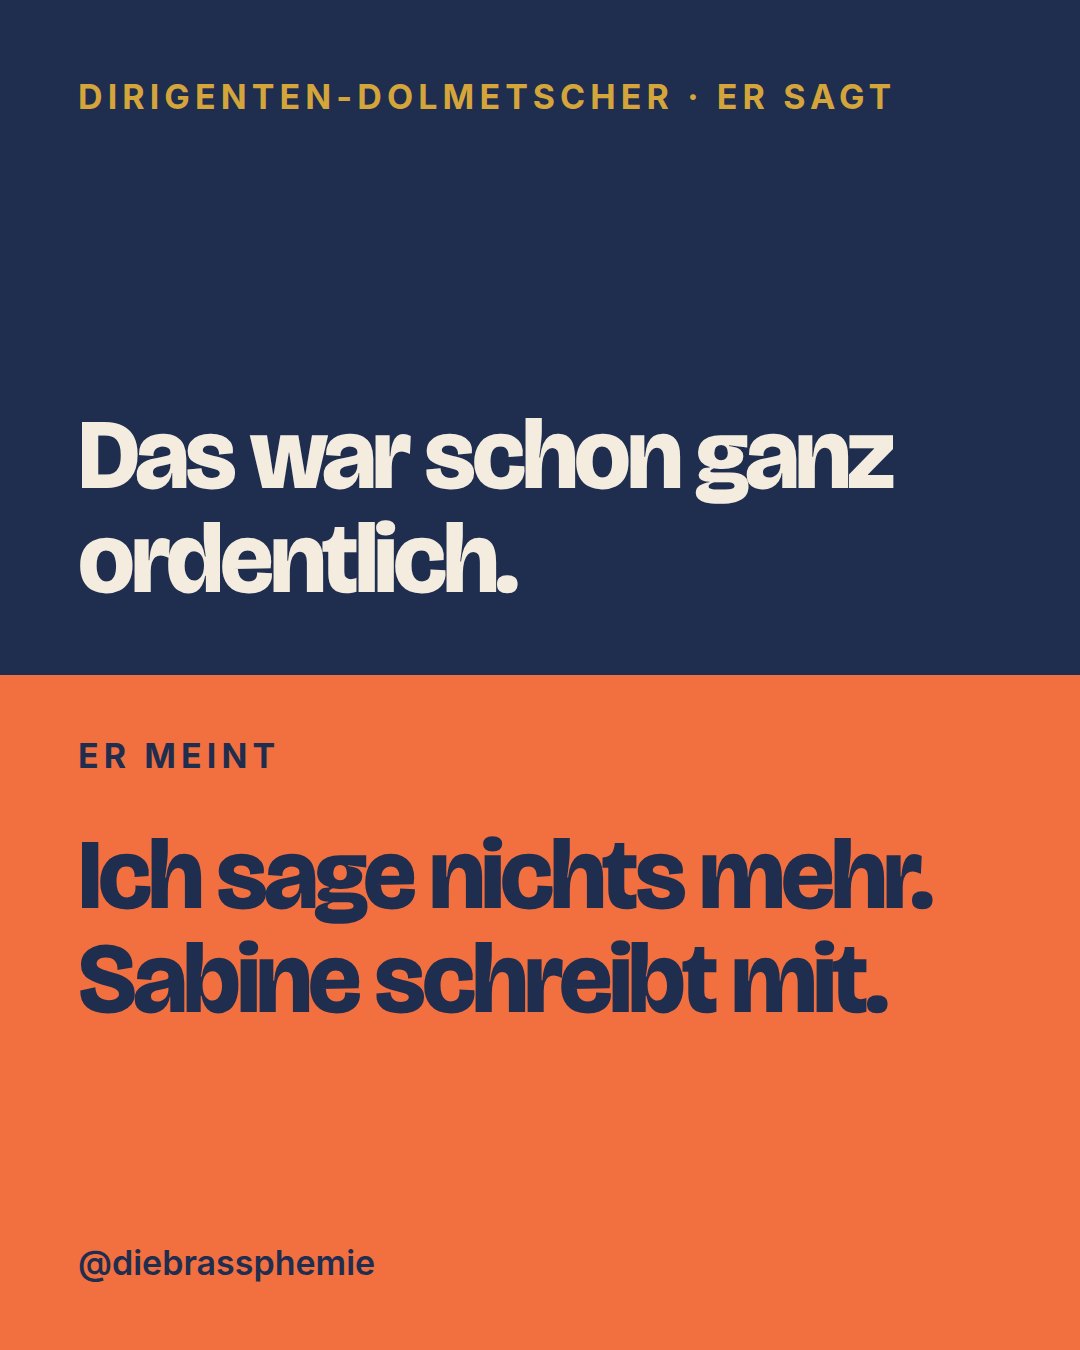 DIRIGENTEN-DOLMETSCHER · ER SAGT
Das war schon ganz
ordentlich.
ER MEINT
Ich sage nichts mehr.
Sabine schreibt mit.
@diebrassphemie